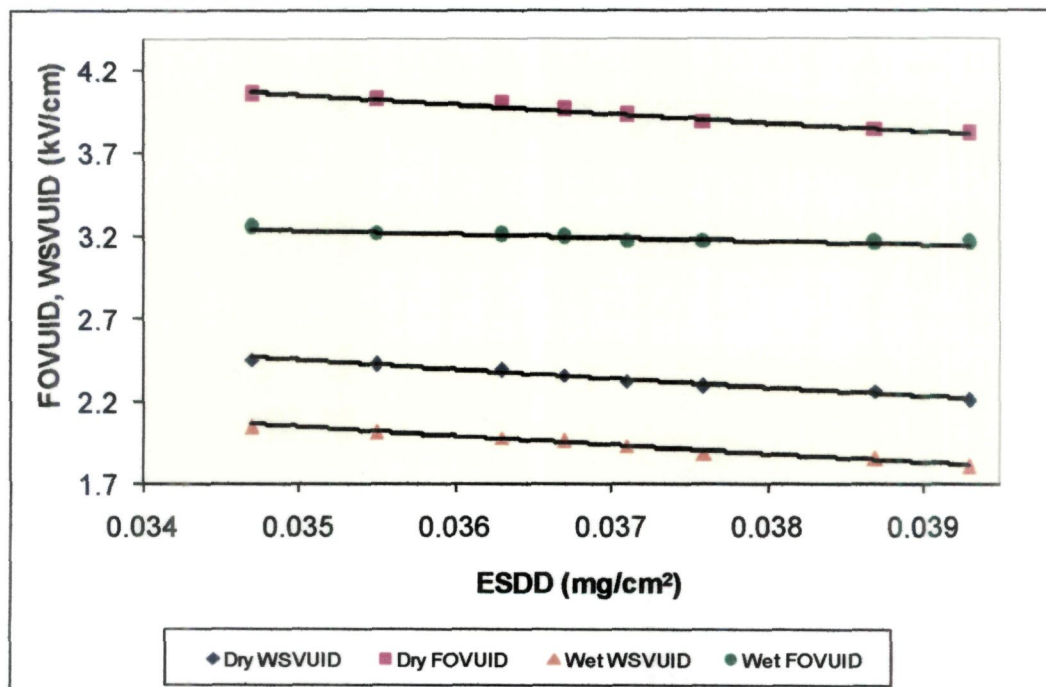 FOVUID, WSVUID (kV/cm)
4.2
3.7
3.2
2.7
2.2
1.7
0.034 0.035 0.036 0.037 0.038 0.039
ESDD (mg/cm²)
Dry WSVUID Dry FOVUID Wet WSVUID Wet FOVUID